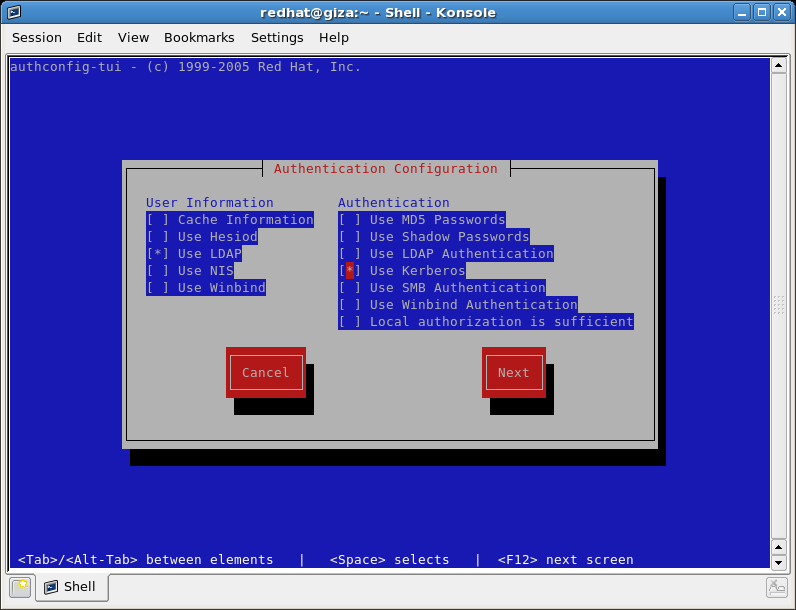 redhat@giza:~ - Shell - Konsole
Session Edit View Bookmarks Settings Help
authconfig-tui - (c) 1999-2005 Red Hat, Inc.
Authentication Configuration
User Information Authentication
[ ] Cache Information [ ] Use MD5 Passwords
[ ] Use Hesiod [ ] Use Shadow Passwords
[*] Use LDAP [ ] Use LDAP Authentication
[ ] Use NIS [*] Use Kerberos
[ ] Use Winbind [ ] Use SMB Authentication
[ ] Use Winbind Authentication
[ ] Local authorization is sufficient
Cancel Next
<Tab>/<Alt-Tab> between elements | <Space> selects | <F12> next screen
Shell